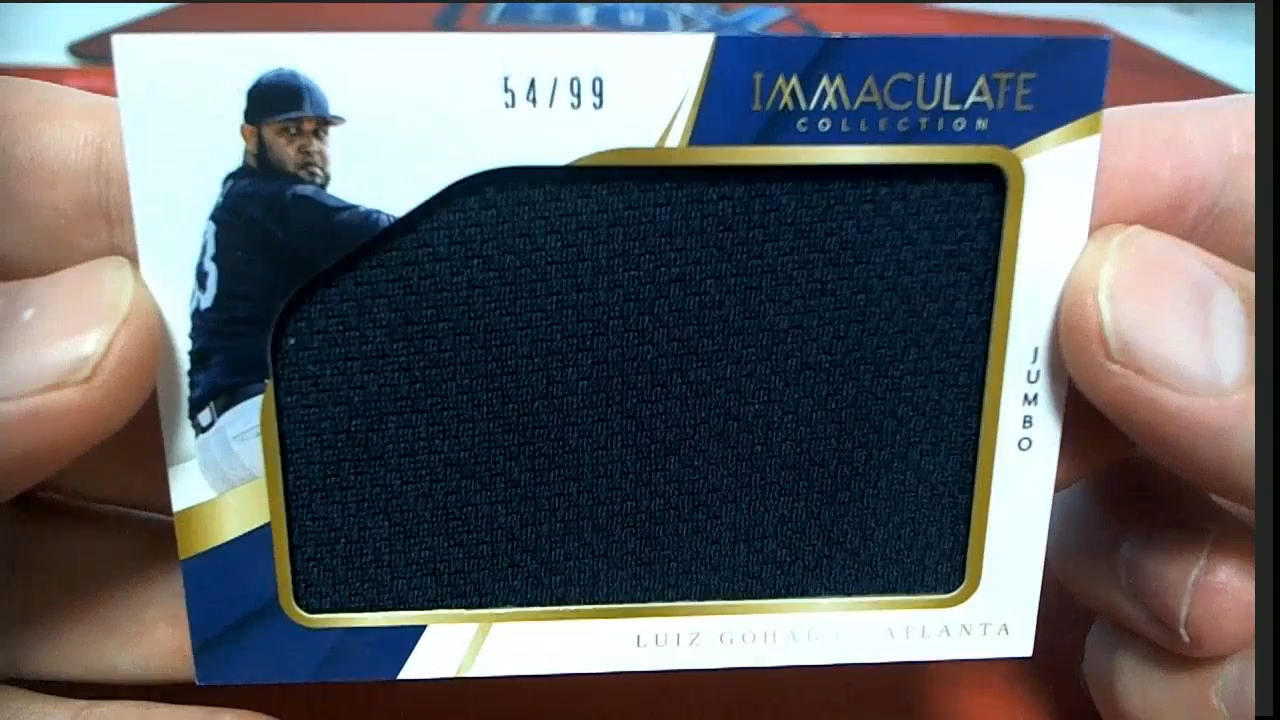 54/99
IMMACULATE
COLLECTION
JUMBO
LUIZ GOHARA ATLANTA